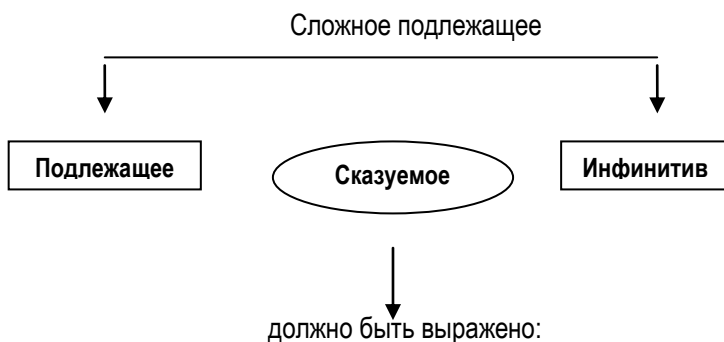 Сложное подлежащее
Подлежащее Сказуемое Инфинитив
должно быть выражено: